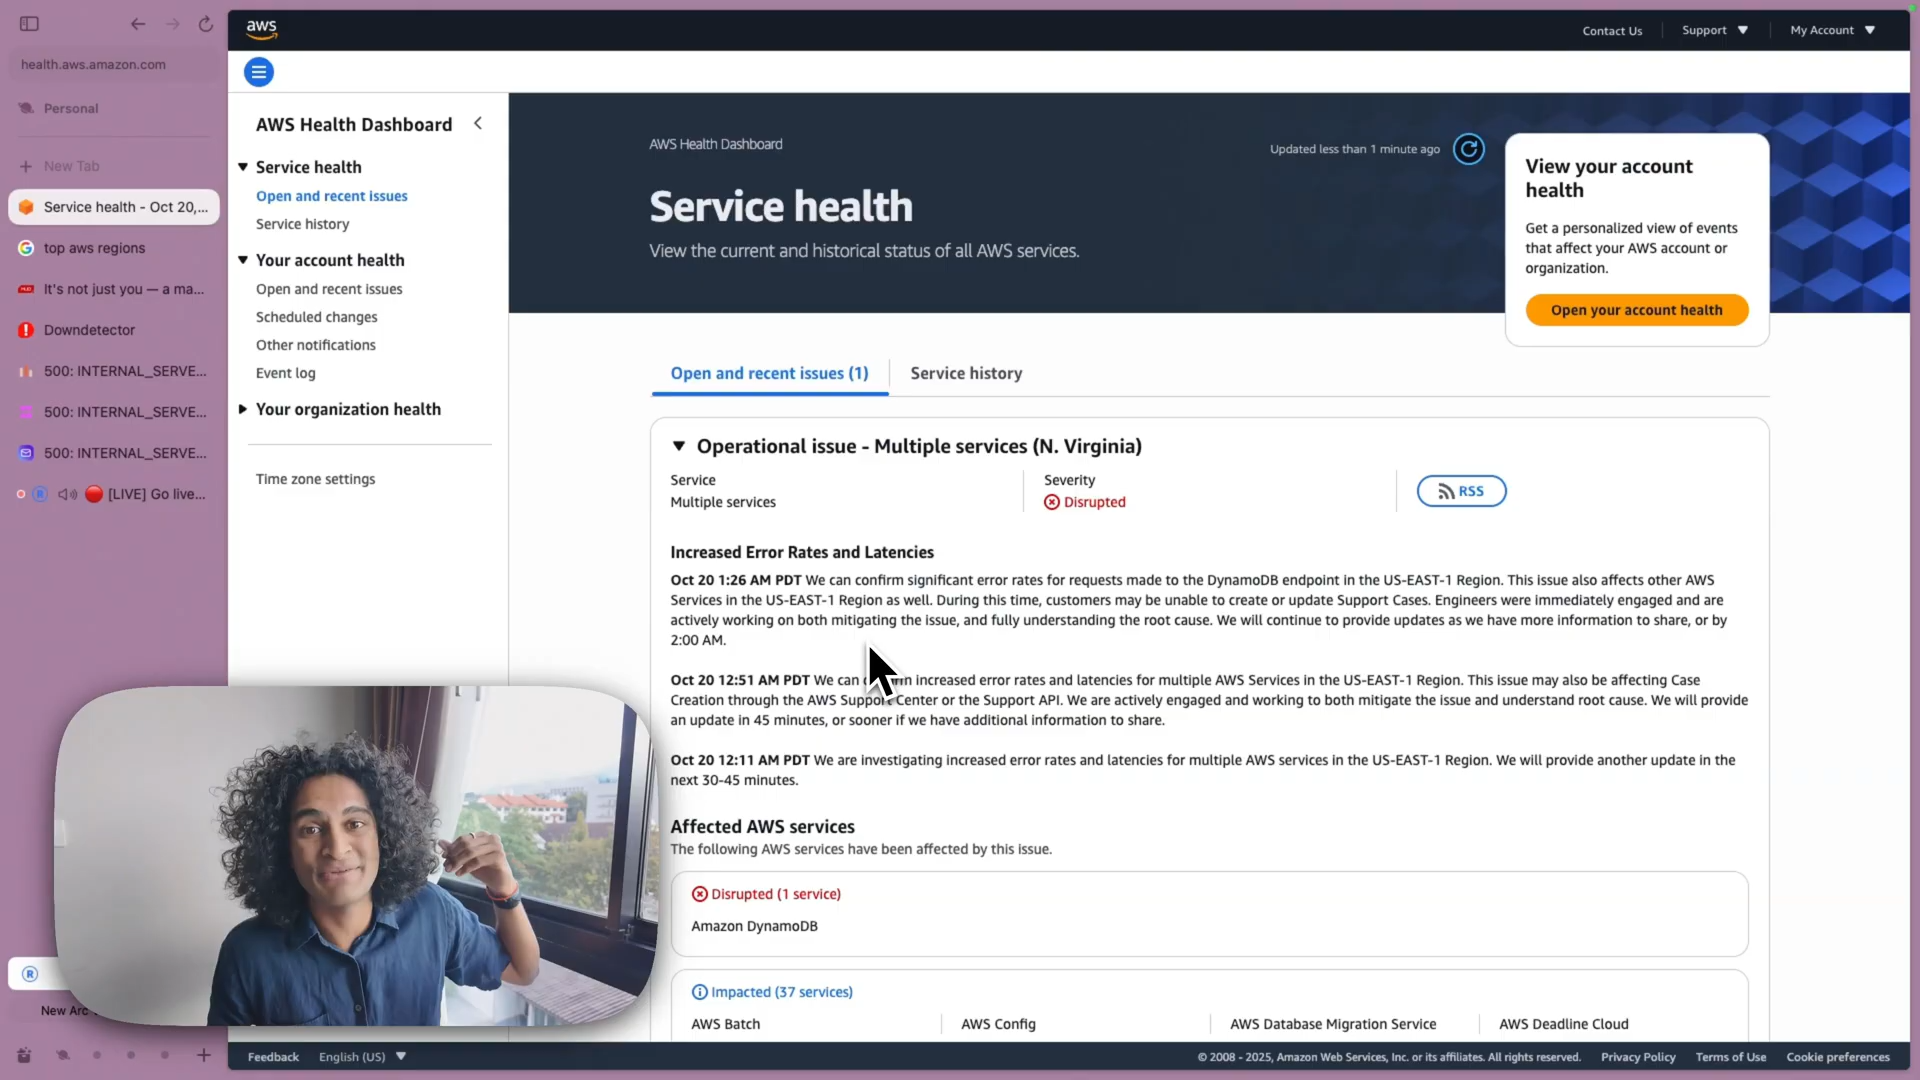 health.aws.amazon.com
Personal
New Tab
Service health - Oct 20,...
top aws regions
It's not just you — a ma...
Downdetector
500: INTERNAL_SERVE...
500: INTERNAL_SERVE...
500: INTERNAL_SERVE...
[LIVE] Go live...
New Arc
aws
Contact Us
Support
My Account
AWS Health Dashboard
Service health
Open and recent issues
Service history
Your account health
Open and recent issues
Scheduled changes
Other notifications
Event log
Your organization health
Time zone settings
AWS Health Dashboard
Updated less than 1 minute ago
Service health
View the current and historical status of all AWS services.
View your account
health
Get a personalized view of events
that affect your AWS account or
organization.
Open your account health
Open and recent issues (1)
Service history
Operational issue - Multiple services (N. Virginia)
Service
Multiple services
Severity
Disrupted
RSS
Increased Error Rates and Latencies
Oct 20 1:26 AM PDT We can confirm significant error rates for requests made to the DynamoDB endpoint in the US-EAST-1 Region. This issue also affects other AWS
Services in the US-EAST-1 Region as well. During this time, customers may be unable to create or update Support Cases. Engineers were immediately engaged and are
actively working on both mitigating the issue, and fully understanding the root cause. We will continue to provide updates as we have more information to share, or by
2:00 AM.
Oct 20 12:51 AM PDT We can confirm increased error rates and latencies for multiple AWS Services in the US-EAST-1 Region. This issue may also be affecting Case
Creation through the AWS Support Center or the Support API. We are actively engaged and working to both mitigate the issue and understand root cause. We will provide
an update in 45 minutes, or sooner if we have additional information to share.
Oct 20 12:11 AM PDT We are investigating increased error rates and latencies for multiple AWS services in the US-EAST-1 Region. We will provide another update in the
next 30-45 minutes.
Affected AWS services
The following AWS services have been affected by this issue.
Disrupted (1 service)
Amazon DynamoDB
Impacted (37 services)
AWS Batch
AWS Config
AWS Database Migration Service
AWS Deadline Cloud
Feedback
English (US)
© 2008 - 2025, Amazon Web Services, Inc. or its affiliates. All rights reserved.
Privacy Policy
Terms of Use
Cookie preferences